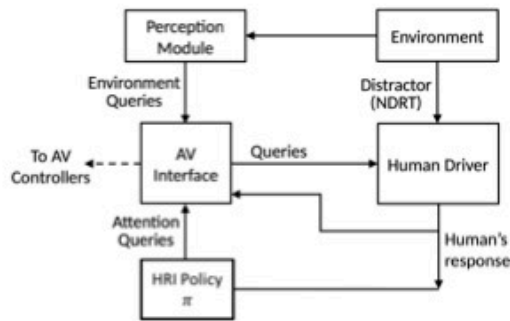 Perception
Module
Environment
Environment
Queries
Distractor
(NDRT)
To AV
Controllers
AV
Interface
Queries
Human Driver
Attention
Queries
Human's
response
HRI Policy
π